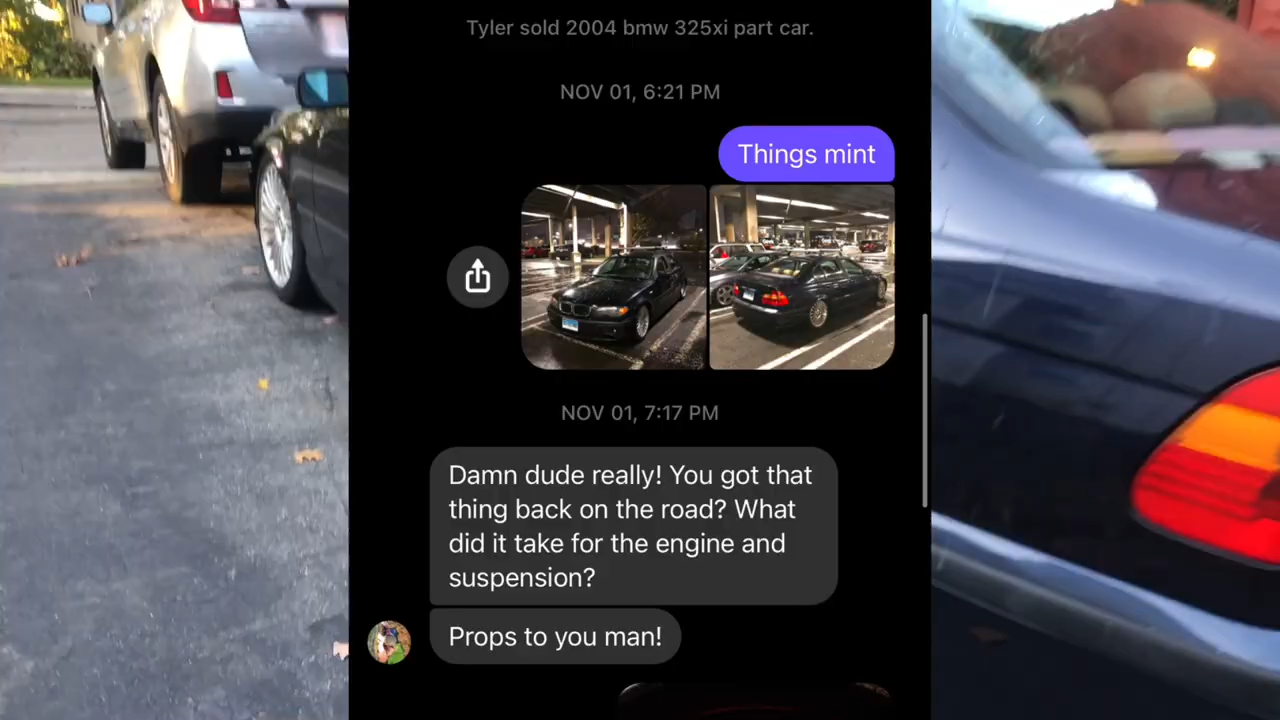 Tyler sold 2004 bmw 325xi part car.
NOV 01, 6:21 PM
Things mint
NOV 01, 7:17 PM
Damn dude really! You got that
thing back on the road? What
did it take for the engine and
suspension?
Props to you man!